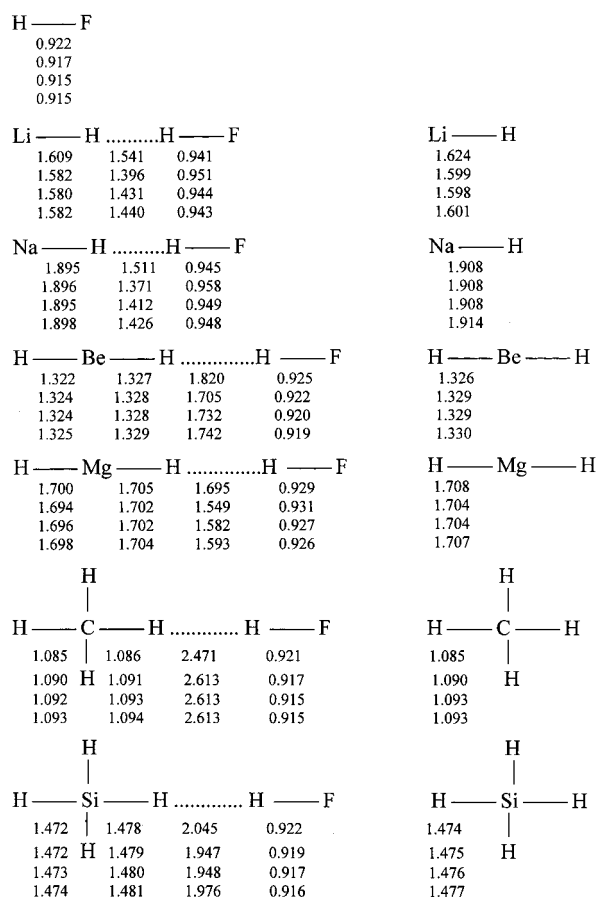 H — F
0.922
0.917
0.915
0.915
Li — H .......... H — F Li — H
1.609 1.541 0.941 1.624
1.582 1.396 0.951 1.599
1.580 1.431 0.944 1.598
1.582 1.440 0.943 1.601
Na — H .......... H — F Na — H
1.895 1.511 0.945 1.908
1.896 1.371 0.958 1.908
1.895 1.412 0.949 1.908
1.898 1.426 0.948 1.914
H — Be — H ............. H — F H — Be — H
1.322 1.327 1.820 0.925 1.326
1.324 1.328 1.705 0.922 1.329
1.324 1.328 1.732 0.920 1.329
1.325 1.329 1.742 0.919 1.330
H — Mg — H ............. H — F H — Mg — H
1.700 1.705 1.695 0.929 1.708
1.694 1.702 1.549 0.931 1.704
1.696 1.702 1.582 0.927 1.704
1.698 1.704 1.593 0.926 1.707
H H
H — C — H ............ H — F H — C — H
1.085 1.086 2.471 0.921 1.085
1.090 H 1.091 2.613 0.917 1.090 H
1.092 1.093 2.613 0.915 1.093
1.093 1.094 2.613 0.915 1.093
H H
H — Si — H ............. H — F H — Si — H
1.472 1.478 2.045 0.922 1.474
1.472 H 1.479 1.947 0.919 1.475 H
1.473 1.480 1.948 0.917 1.476
1.474 1.481 1.976 0.916 1.477